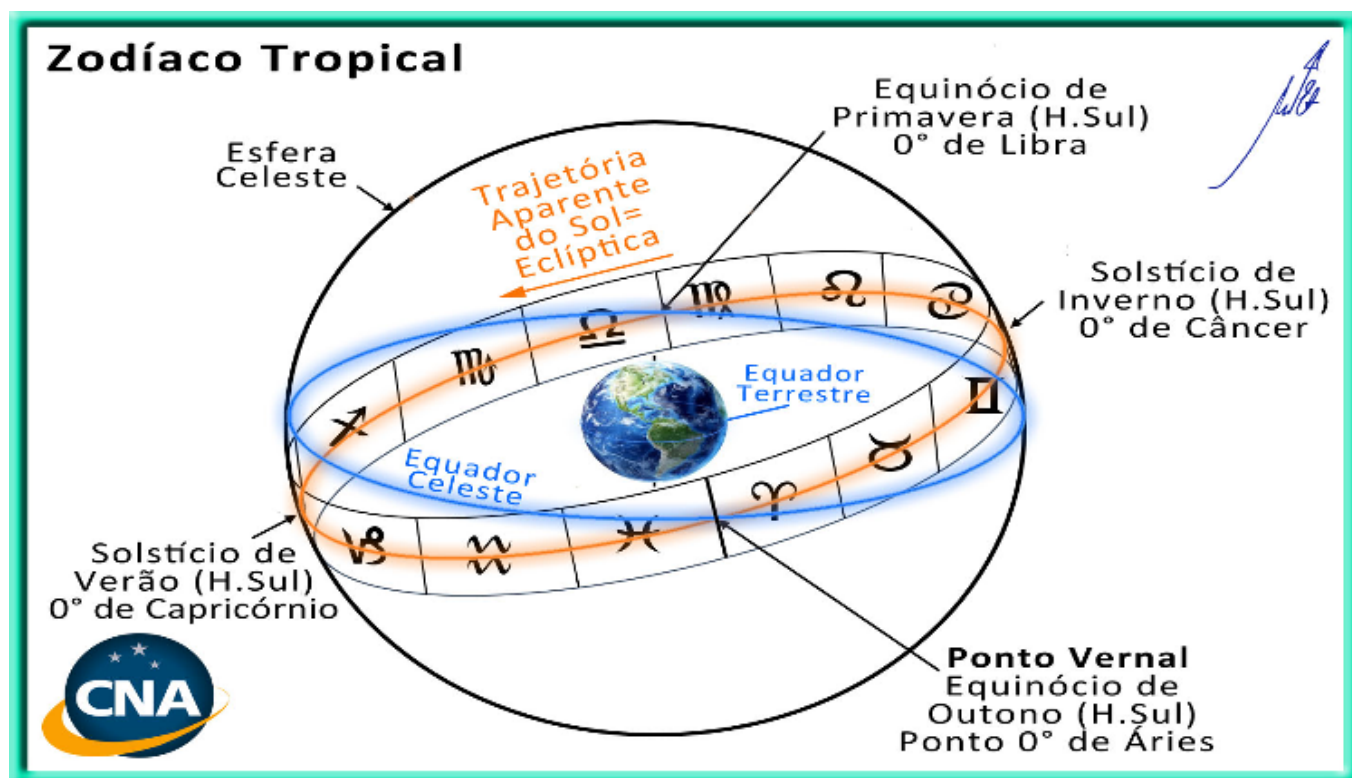 Zodíaco Tropical
Equinócio de
Primavera (H.Sul)
0° de Libra
Esfera
Celeste
Trajetória
Aparente
do Sol=
Eclíptica
Solstício de
Inverno (H.Sul)
0° de Câncer
♐ ♏ ♎ ♍ ♌ ♋
Equador
Terrestre
Equador
Celeste
♑ ♒ ♓ ♈ ♉ ♊
Solstício de
Verão (H.Sul)
0° de Capricórnio
Ponto Vernal
Equinócio de
Outono (H.Sul)
Ponto 0° de Áries
CNA